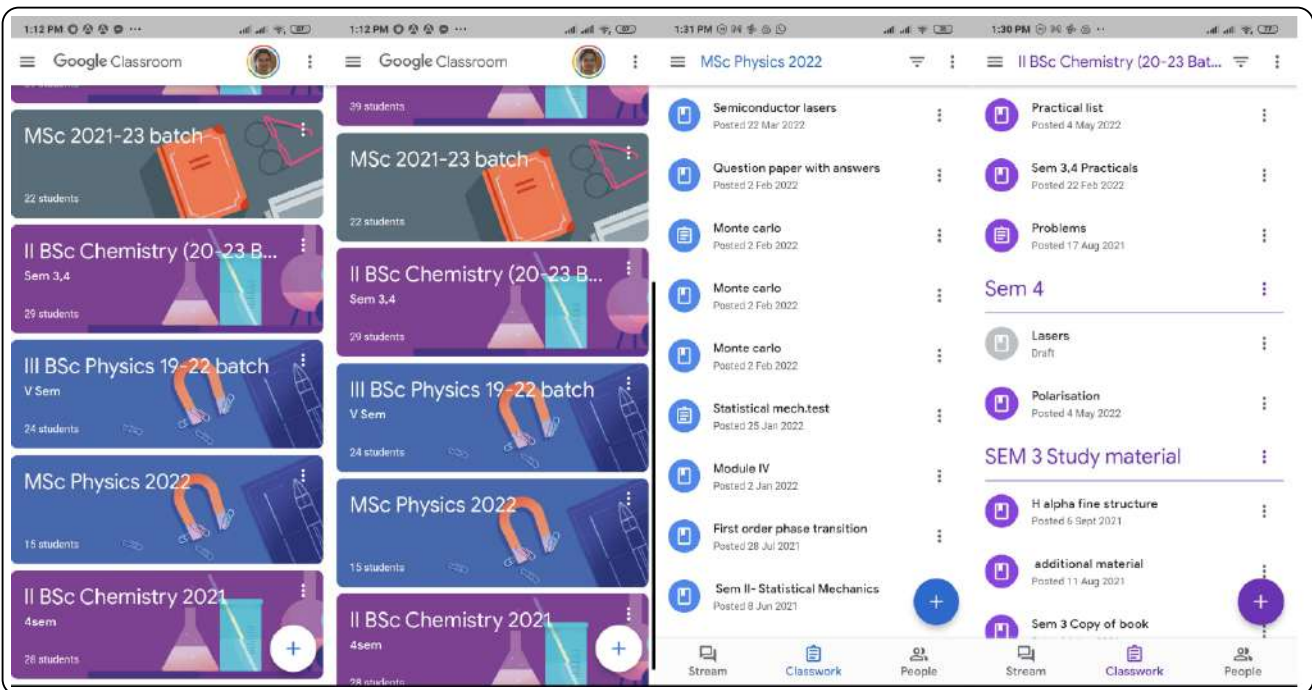 1:12 PM
Google Classroom
39 students
MSc 2021-23 batch
22 students
II BSc Chemistry (20-23 B...
Sem 3,4
29 students
III BSc Physics 19-22 batch
V Sem
24 students
MSc Physics 2022
15 students
II BSc Chemistry 2021
4sem
28 students
1:12 PM
Google Classroom
39 students
MSc 2021-23 batch
22 students
II BSc Chemistry (20-23 B...
Sem 3,4
29 students
III BSc Physics 19-22 batch
V Sem
24 students
MSc Physics 2022
15 students
II BSc Chemistry 2021
4sem
28 students
1:31 PM
MSc Physics 2022
Semiconductor lasers
Posted 22 Mar 2022
Question paper with answers
Posted 2 Feb 2022
Monte carlo
Posted 2 Feb 2022
Monte carlo
Posted 2 Feb 2022
Monte carlo
Posted 2 Feb 2022
Statistical mech.test
Posted 25 Jan 2022
Module IV
Posted 2 Jan 2022
First order phase transition
Posted 28 Jul 2021
Sem II- Statistical Mechanics
Posted 8 Jun 2021
Stream
Classwork
People
1:30 PM
II BSc Chemistry (20-23 Bat...
Practical list
Posted 4 May 2022
Sem 3,4 Practicals
Posted 22 Feb 2022
Problems
Posted 17 Aug 2021
Sem 4
Lasers
Draft
Polarisation
Posted 4 May 2022
SEM 3 Study material
H alpha fine structure
Posted 6 Sept 2021
additional material
Posted 11 Aug 2021
Sem 3 Copy of book
Stream
Classwork
People